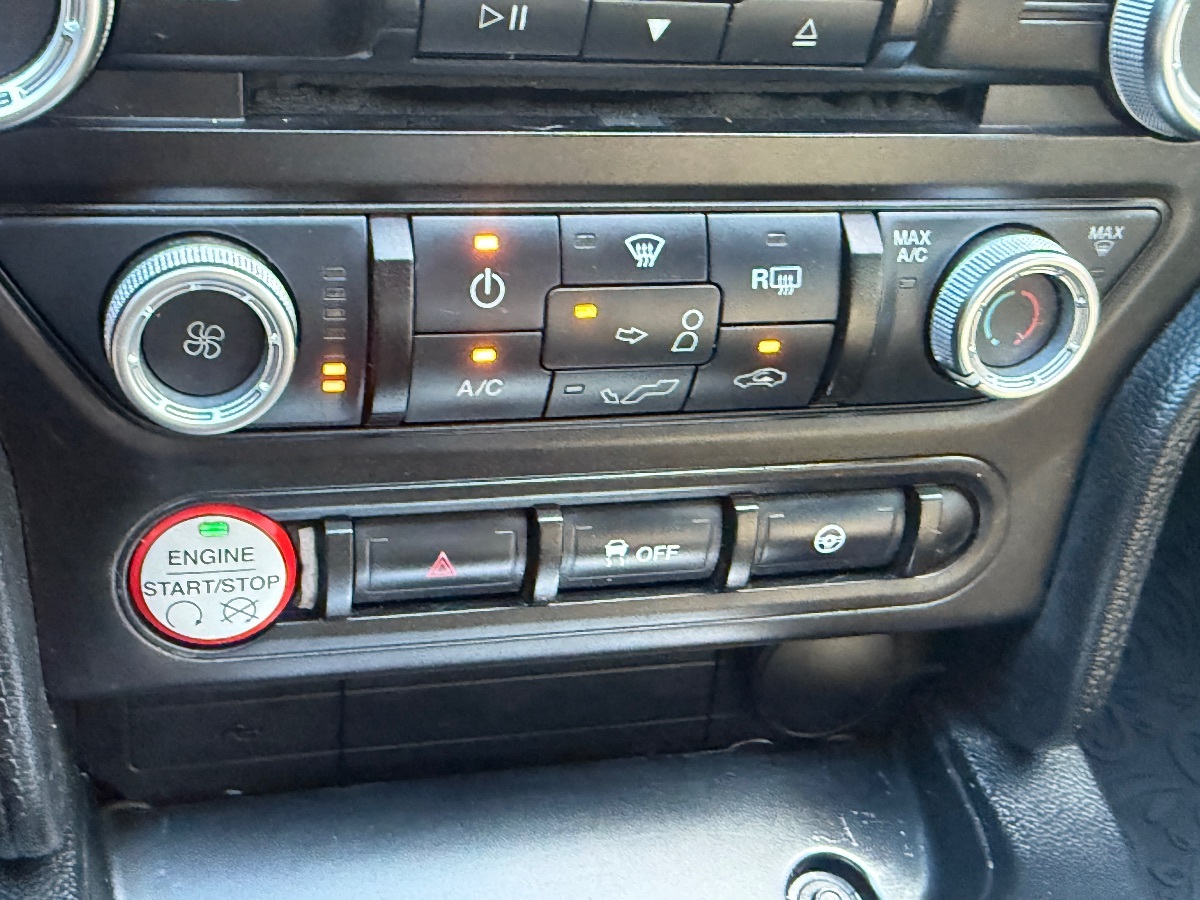 MAX
A/C
MAX
R
A/C
ENGINE
START/STOP
OFF